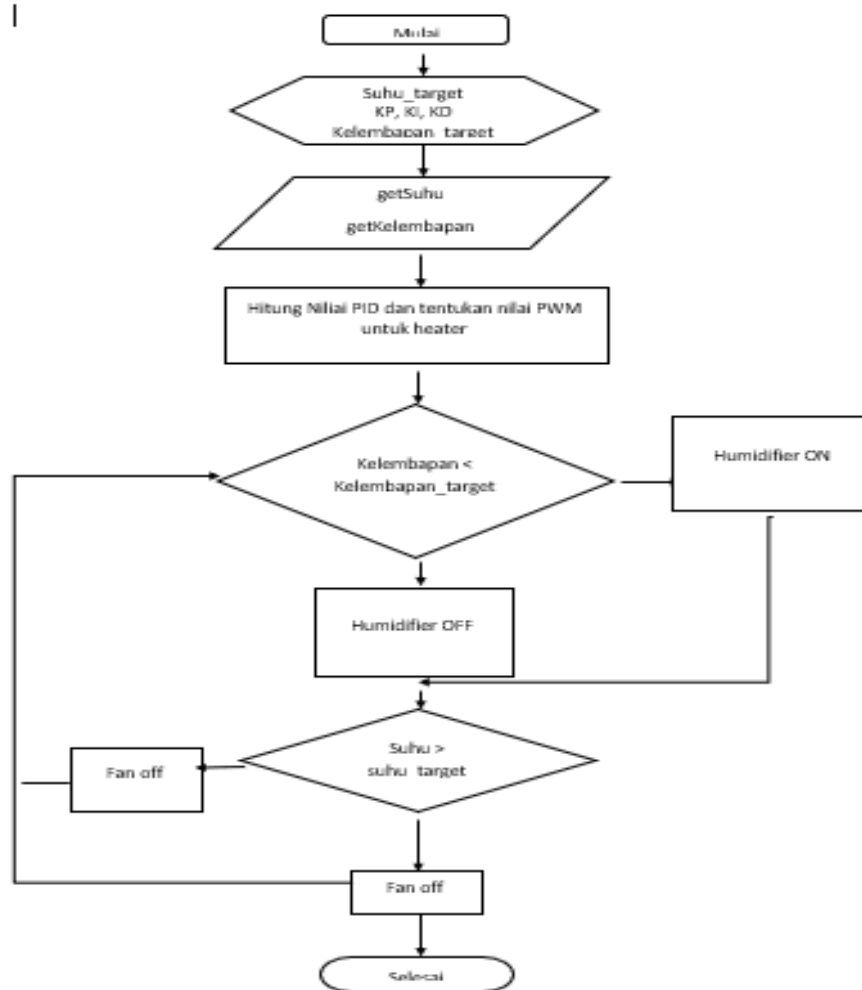 Mulai
Suhu_target
KP, KI, KD
Kelembapan_target
getSuhu
getKelembapan
Hitung Niliai PID dan tentukan nilai PWM
untuk heater
Kelembapan <
Kelembapan_target
Humidifier ON
Humidifier OFF
Suhu >
suhu_target
Fan off
Fan off
Selesai